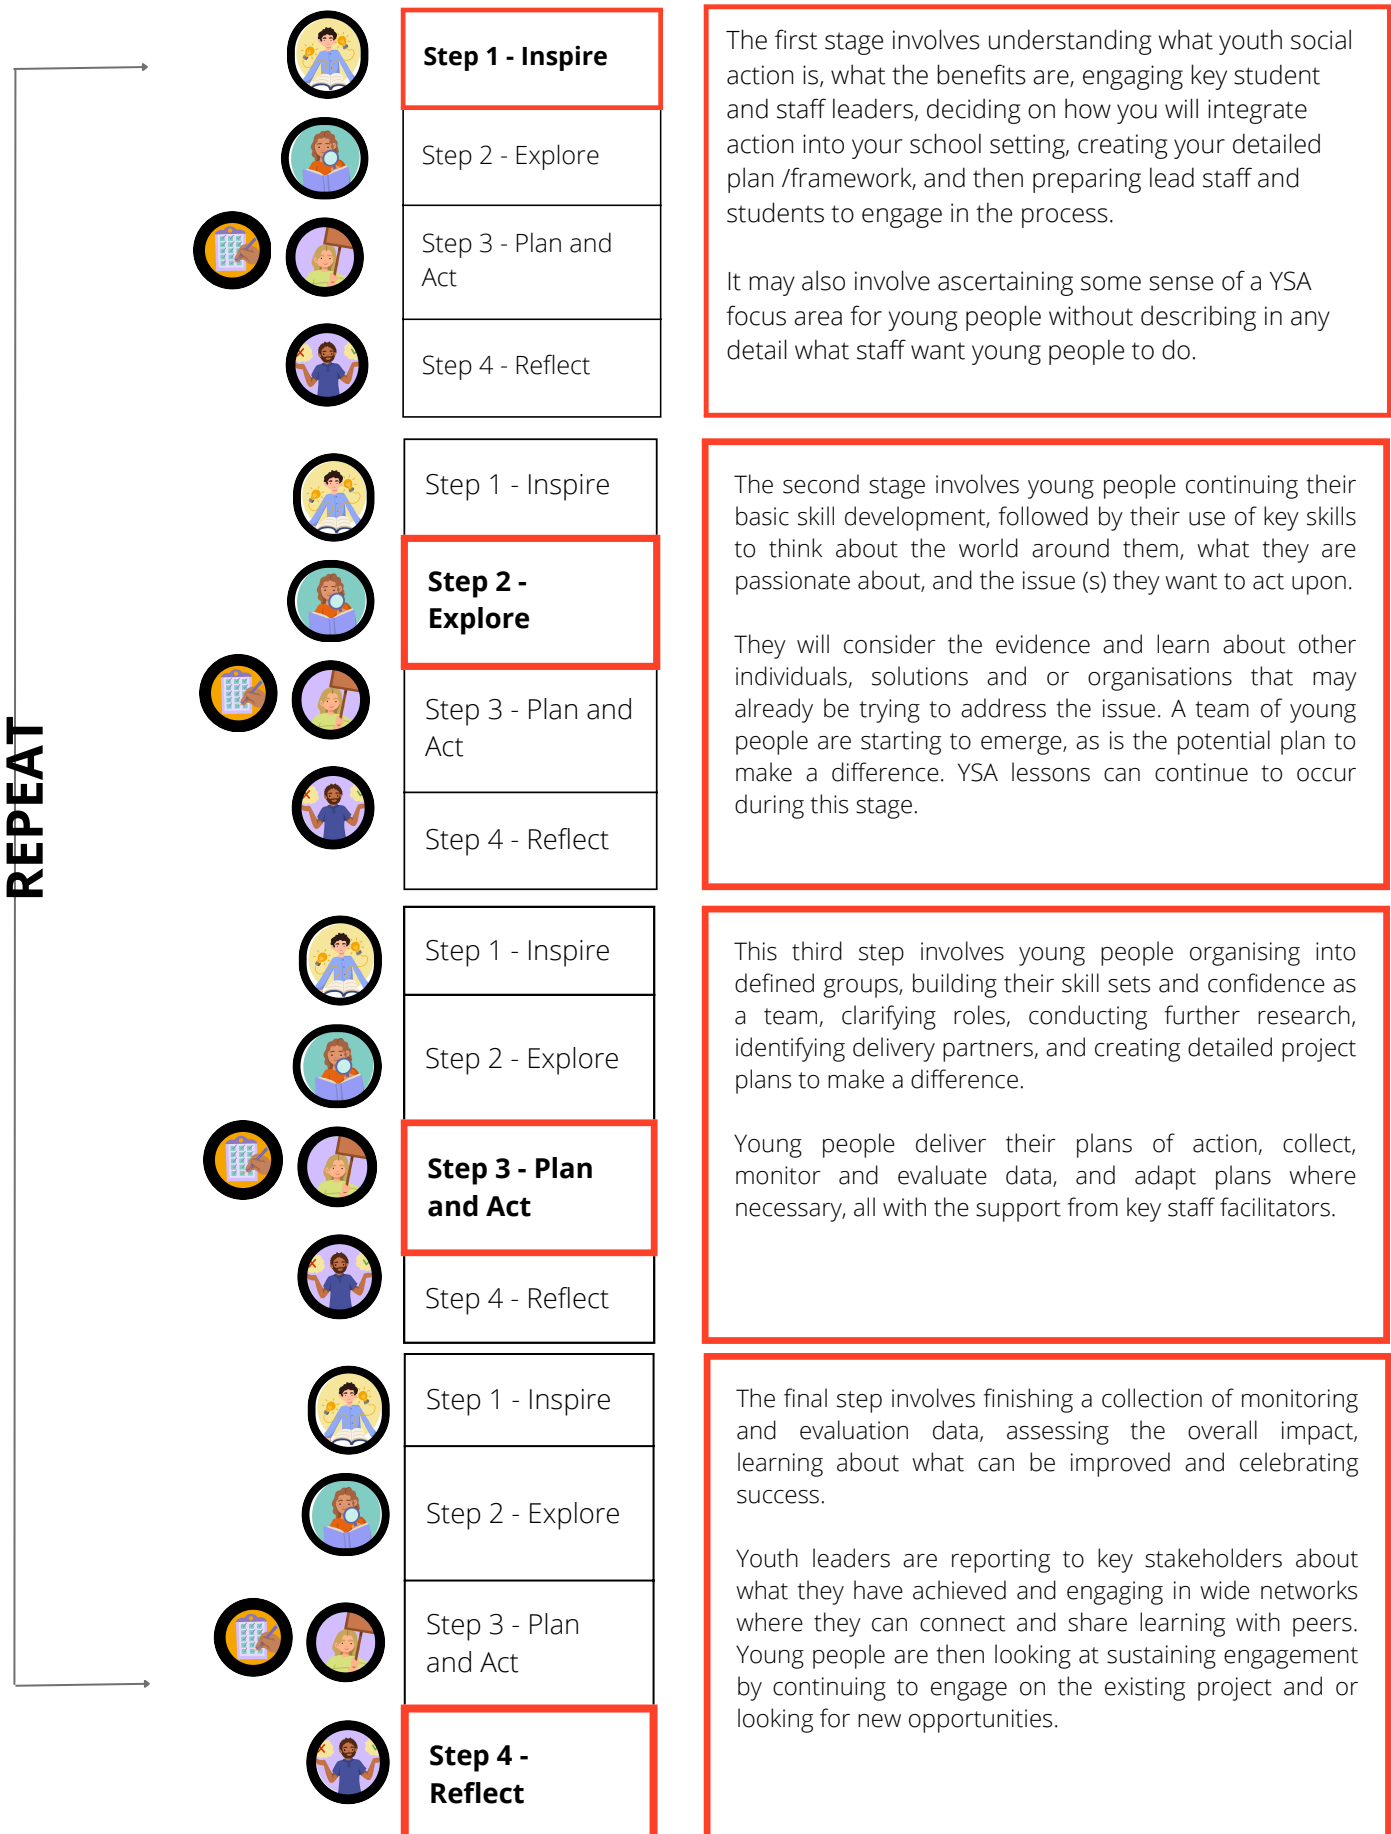 REPEAT
Step 1 - Inspire
Step 2 - Explore
Step 3 - Plan and
Act
Step 4 - Reflect
The first stage involves understanding what youth social
action is, what the benefits are, engaging key student
and staff leaders, deciding on how you will integrate
action into your school setting, creating your detailed
plan /framework, and then preparing lead staff and
students to engage in the process.
It may also involve ascertaining some sense of a YSA
focus area for young people without describing in any
detail what staff want young people to do.
Step 1 - Inspire
Step 2 -
Explore
Step 3 - Plan and
Act
Step 4 - Reflect
The second stage involves young people continuing their
basic skill development, followed by their use of key skills
to think about the world around them, what they are
passionate about, and the issue (s) they want to act upon.
They will consider the evidence and learn about other
individuals, solutions and or organisations that may
already be trying to address the issue. A team of young
people are starting to emerge, as is the potential plan to
make a difference. YSA lessons can continue to occur
during this stage.
Step 1 - Inspire
Step 2 - Explore
Step 3 - Plan
and Act
Step 4 - Reflect
This third step involves young people organising into
defined groups, building their skill sets and confidence as
a team, clarifying roles, conducting further research,
identifying delivery partners, and creating detailed project
plans to make a difference.
Young people deliver their plans of action, collect,
monitor and evaluate data, and adapt plans where
necessary, all with the support from key staff facilitators.
Step 1 - Inspire
Step 2 - Explore
Step 3 - Plan
and Act
Step 4 -
Reflect
The final step involves finishing a collection of monitoring
and evaluation data, assessing the overall impact,
learning about what can be improved and celebrating
success.
Youth leaders are reporting to key stakeholders about
what they have achieved and engaging in wide networks
where they can connect and share learning with peers.
Young people are then looking at sustaining engagement
by continuing to engage on the existing project and or
looking for new opportunities.